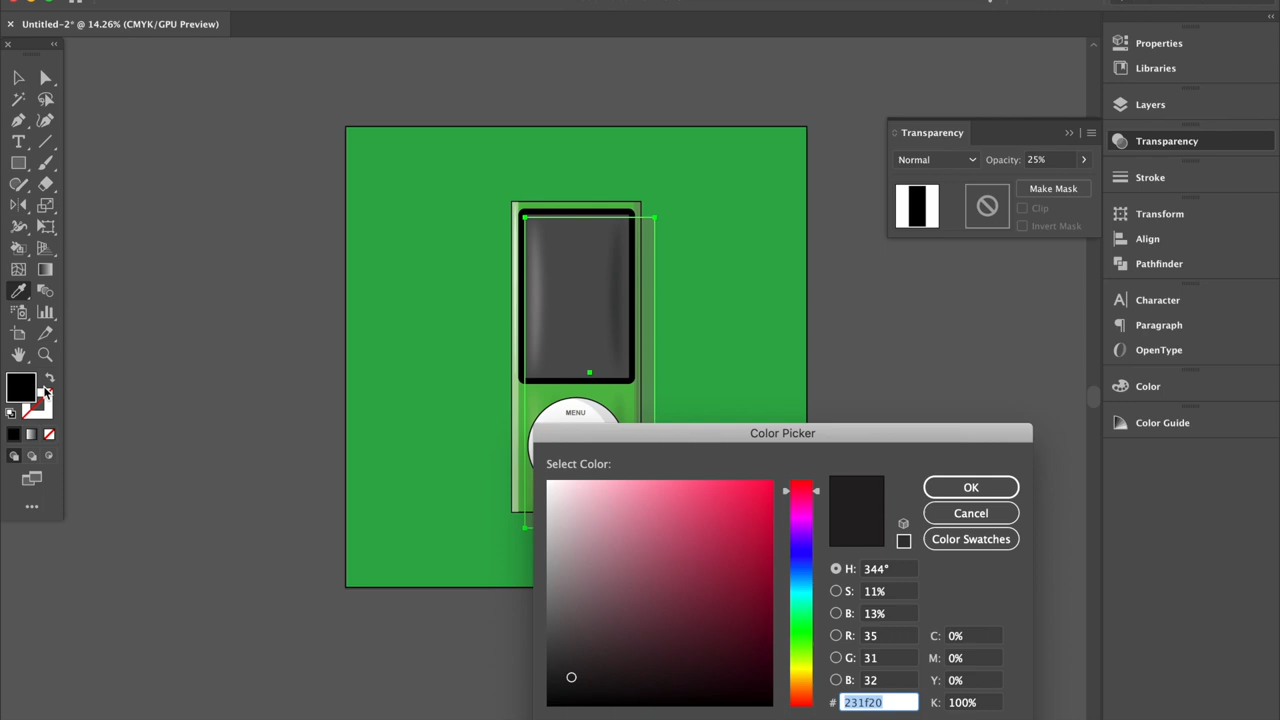 Untitled-2* @ 14.26% (CMYK/GPU Preview)
Properties
Libraries
Layers
Transparency
Stroke
Transform
Align
Pathfinder
Character
Paragraph
OpenType
Color
Color Guide
Transparency
Normal
Opacity: 25%
Make Mask
Clip
Invert Mask
MENU
Color Picker
Select Color:
OK
Cancel
Color Swatches
H: 344°
S: 11%
B: 13%
R: 35
C: 0%
G: 31
M: 0%
B: 32
Y: 0%
# 231f20
K: 100%